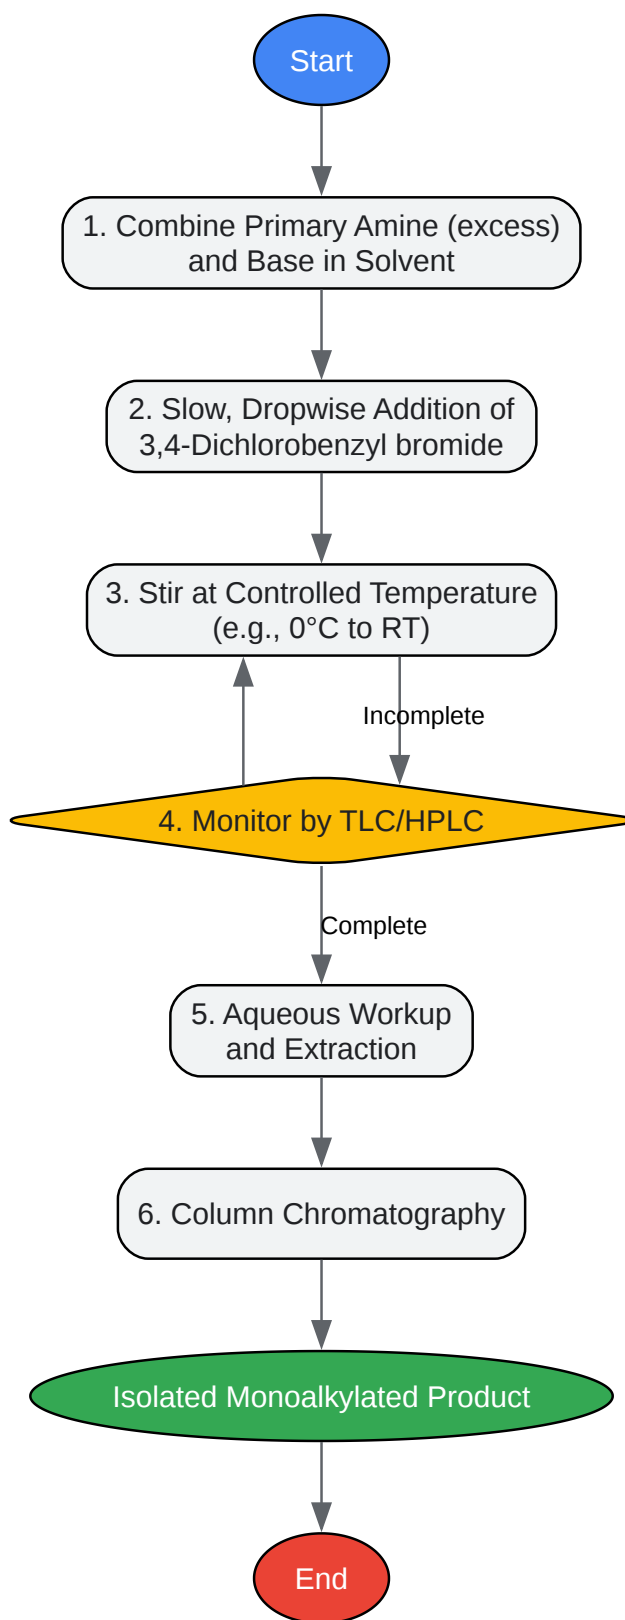 Start
1. Combine Primary Amine (excess)
and Base in Solvent
2. Slow, Dropwise Addition of
3,4-Dichlorobenzyl bromide
3. Stir at Controlled Temperature
(e.g., 0°C to RT)
Incomplete
4. Monitor by TLC/HPLC
Complete
5. Aqueous Workup
and Extraction
6. Column Chromatography
Isolated Monoalkylated Product
End